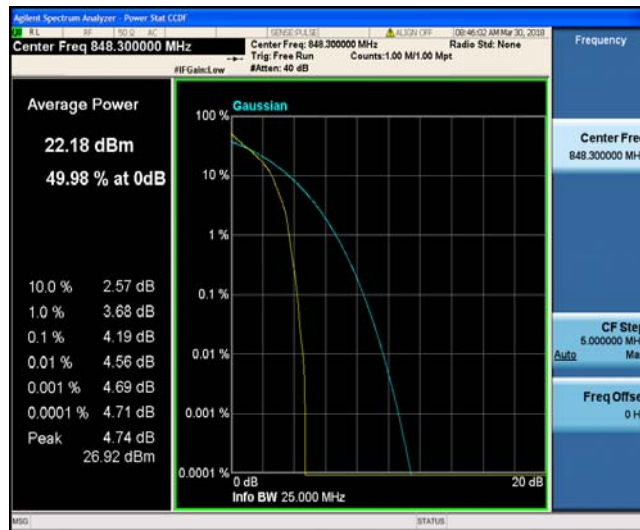 Agilent Spectrum Analyzer - Power Stat CCDF
RL RF 50 Ω AC SENSE:PULSE ALIGN OFF 08:46:02 AM Mar 30, 2018
Center Freq 848.300000 MHz
Center Freq: 848.300000 MHz Radio Std: None
Trig: Free Run Counts:1.00 M/1.00 Mpt
#IFGain:Low #Atten: 40 dB
Frequency
Average Power
22.18 dBm
49.98 % at 0dB
10.0 % 2.57 dB
1.0 % 3.68 dB
0.1 % 4.19 dB
0.01 % 4.56 dB
0.001 % 4.69 dB
0.0001 % 4.71 dB
Peak 4.74 dB
26.92 dBm
Gaussian
100 %
10 %
1 %
0.1 %
0.01 %
0.001 %
0.0001 %
0 dB 20 dB
Info BW 25.000 MHz
Center Fre
848.300000 MH
CF Step
5.000000 MH
Auto Ma
Freq Offse
0 H
MSG STATUS